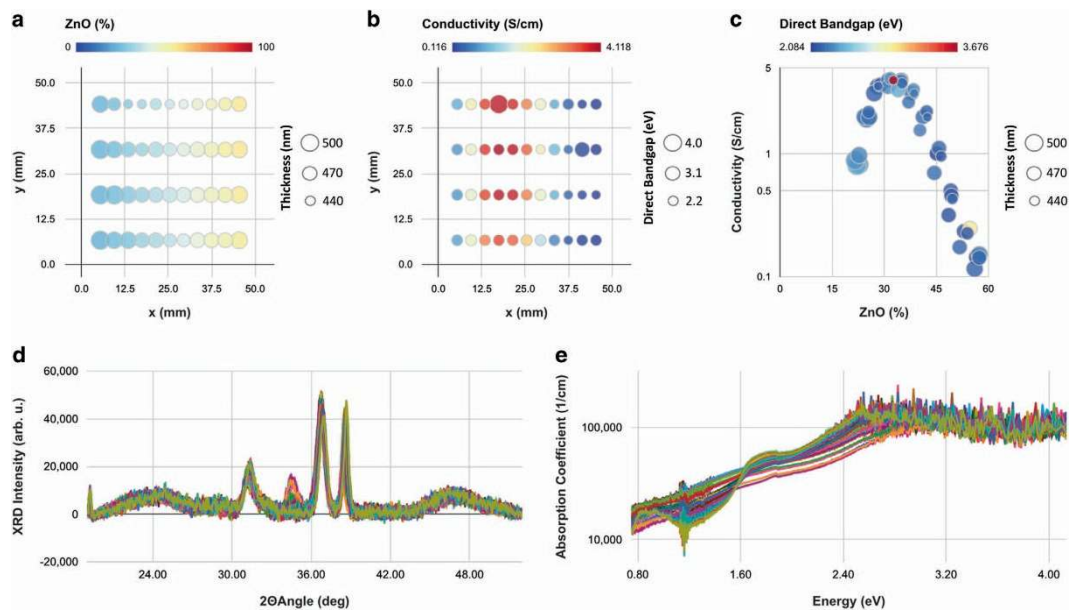 a
ZnO (%)
0 100
50.0
37.5
25.0
12.5
0.0
y (mm)
0.0 12.5 25.0 37.5 50.0
x (mm)
Thickness (nm)
500
470
440
b
Conductivity (S/cm)
0.116 4.118
50.0
37.5
25.0
12.5
0.0
y (mm)
0.0 12.5 25.0 37.5 50.0
x (mm)
Direct Bandgap (eV)
4.0
3.1
2.2
c
Direct Bandgap (eV)
2.084 3.676
5
1
0.5
0.1
Conductivity (S/cm)
0 15 30 45 60
ZnO (%)
Thickness (nm)
500
470
440
d
60,000
40,000
20,000
0
-20,000
XRD Intensity (arb. u.)
24.00 30.00 36.00 42.00 48.00
2ΘAngle (deg)
e
100,000
10,000
Absorption Coefficient (1/cm)
0.80 1.60 2.40 3.20 4.00
Energy (eV)